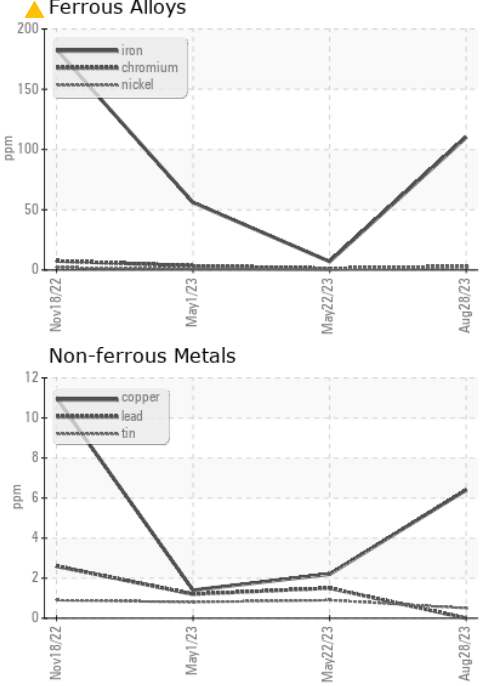 Ferrous Alloys
200
150
100
50
0
ppm
iron
chromium
nickel
Nov18/22
May1/23
May22/23
Aug28/23
Non-ferrous Metals
12
10
8
6
4
2
0
ppm
copper
lead
tin
Nov18/22
May1/23
May22/23
Aug28/23